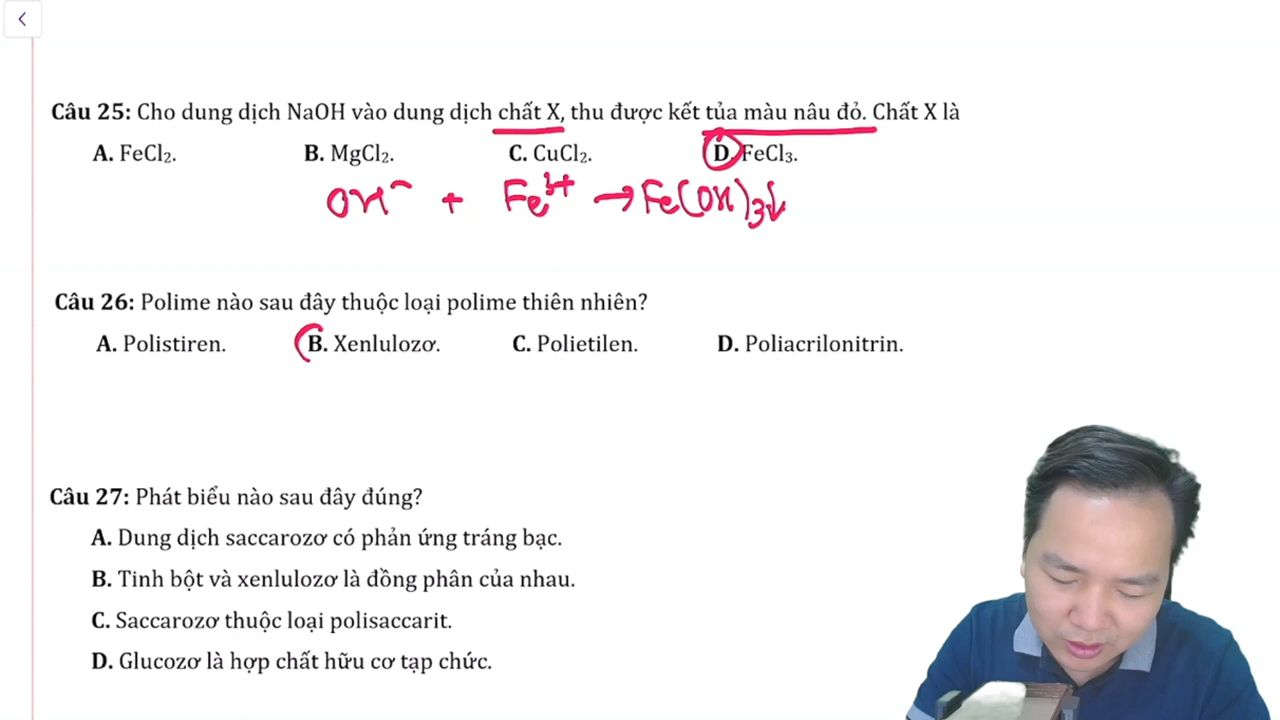 Câu 25: Cho dung dịch NaOH vào dung dịch chất X, thu được kết tủa màu nâu đỏ. Chất X là
A. FeCl₂. B. MgCl₂. C. CuCl₂. D. FeCl₃.
OH⁻ + Fe³⁺ → Fe(OH)₃↓
Câu 26: Polime nào sau đây thuộc loại polime thiên nhiên?
A. Polistiren. B. Xenlulozơ. C. Polietilen. D. Poliacrilonitrin.
Câu 27: Phát biểu nào sau đây đúng?
A. Dung dịch saccarozơ có phản ứng tráng bạc.
B. Tinh bột và xenlulozơ là đồng phân của nhau.
C. Saccarozơ thuộc loại polisaccarit.
D. Glucozơ là hợp chất hữu cơ tạp chức.